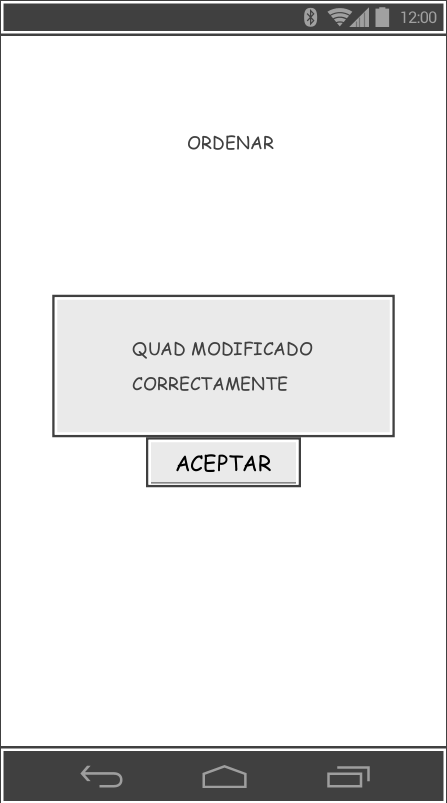 12:00
ORDENAR
QUAD MODIFICADO
CORRECTAMENTE
ACEPTAR